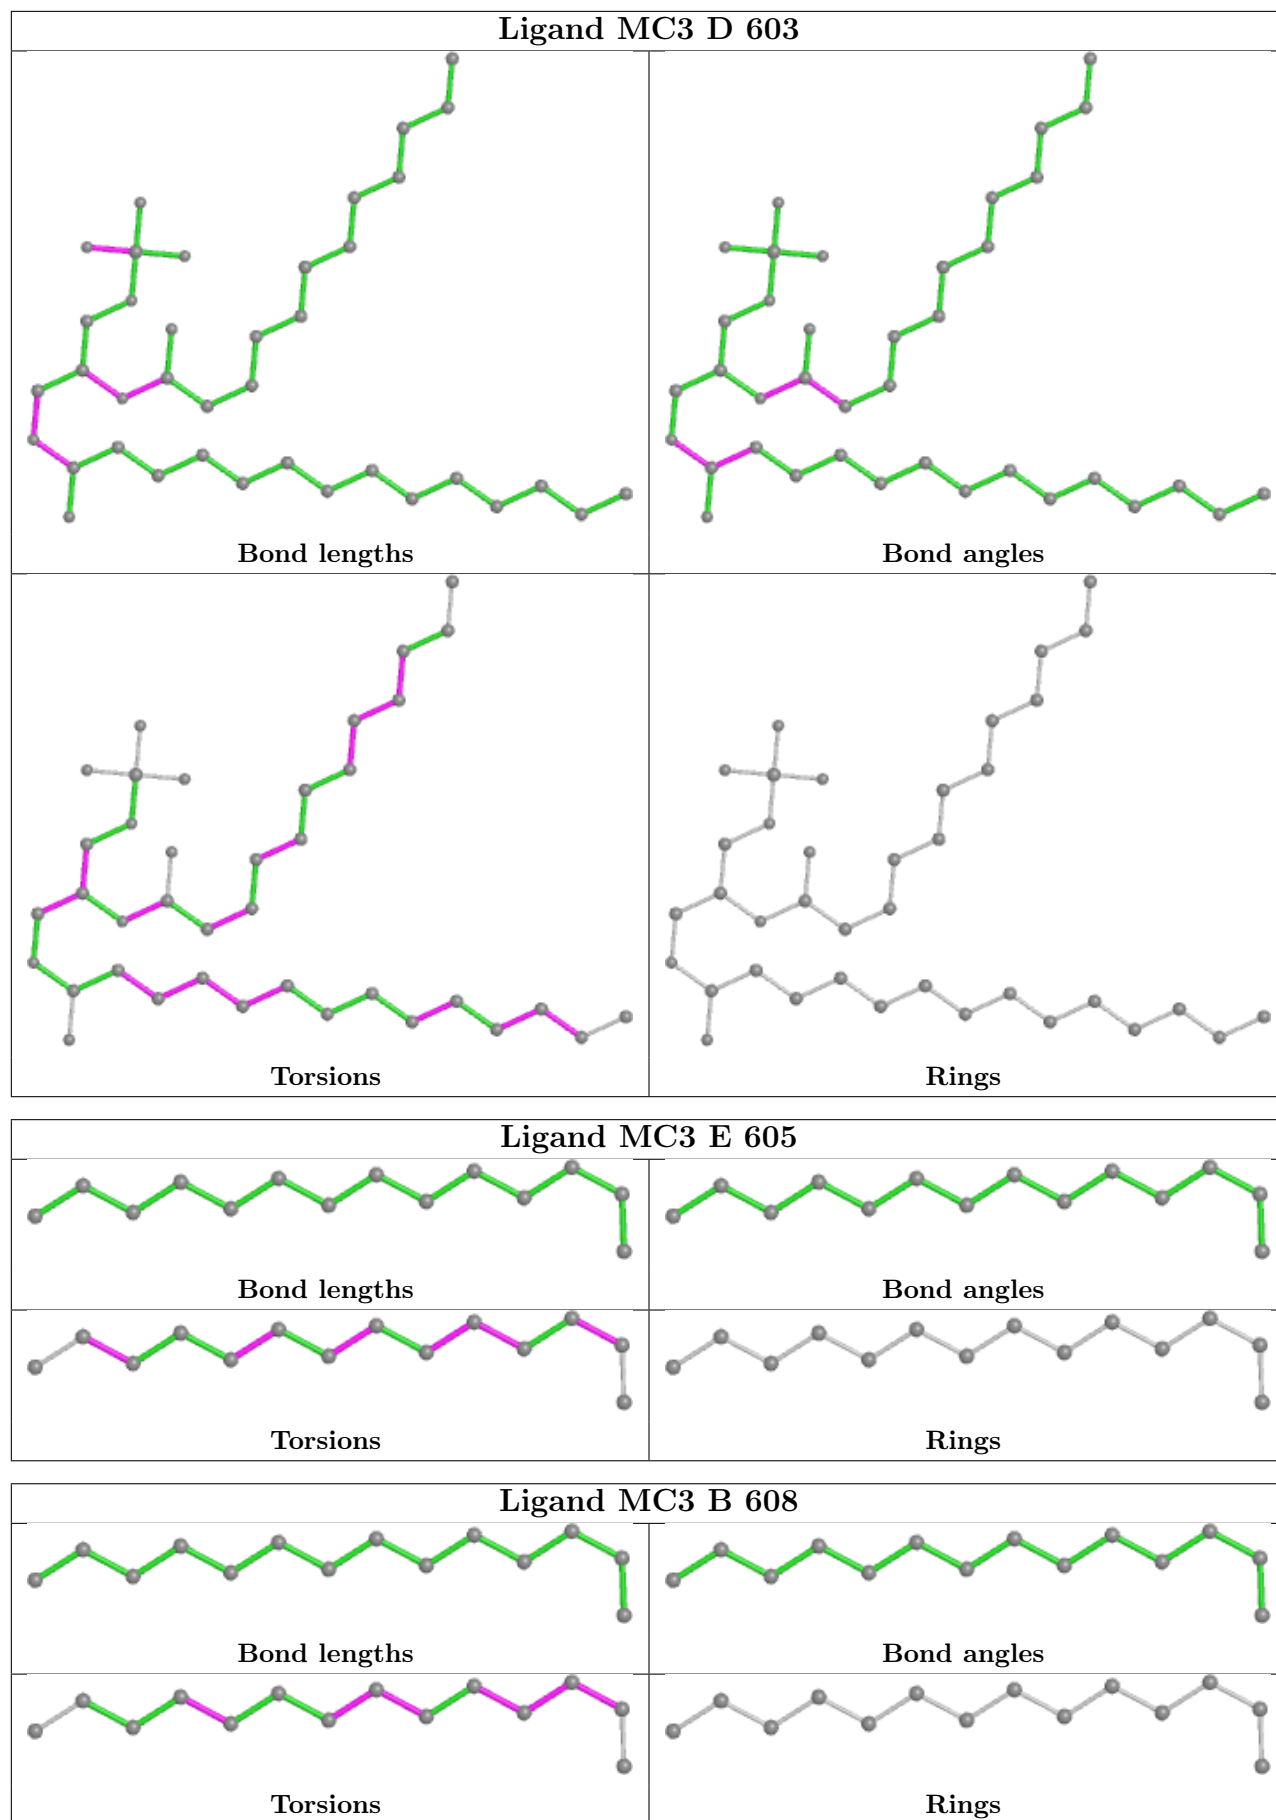 Ligand MC3 D 603
Bond lengths
Bond angles
Torsions
Rings
Ligand MC3 E 605
Bond lengths
Bond angles
Torsions
Rings
Ligand MC3 B 608
Bond lengths
Bond angles
Torsions
Rings